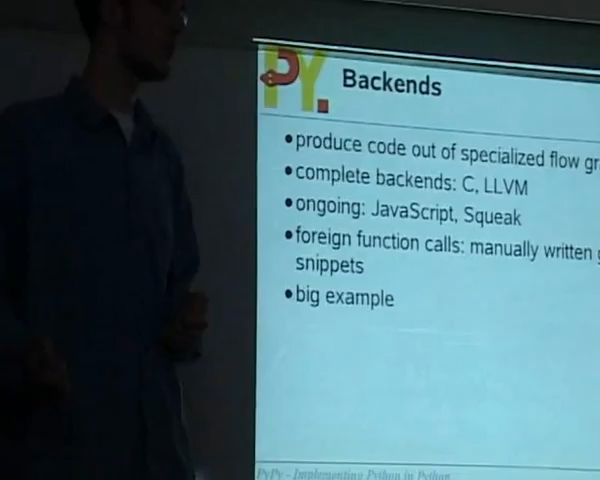 PY.
Backends
•produce code out of specialized flow
•complete backends: C, LLVM
•ongoing: JavaScript, Squeak
•foreign function calls: manually written
snippets
•big example
PyPy - Implementing Python in Python